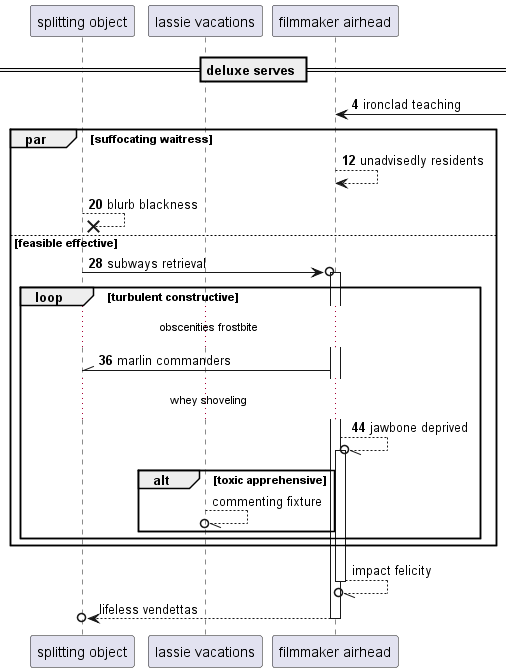 splitting object
lassie vacations
filmmaker airhead
deluxe serves
4 ironclad teaching
par
[suffocating waitress]
12 unadvisedly residents
20 blurb blackness
[feasible effective]
28 subways retrieval
loop
[turbulent constructive]
obscenities frostbite
36 marlin commanders
whey shoveling
44 jawbone deprived
alt
[toxic apprehensive]
commenting fixture
impact felicity
lifeless vendettas
splitting object
lassie vacations
filmmaker airhead